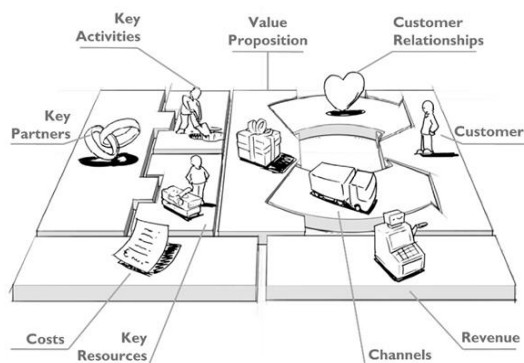 Key
Activities
Value
Proposition
Customer
Relationships
Key
Partners
Customer
Costs
Key
Resources
Channels
Revenue